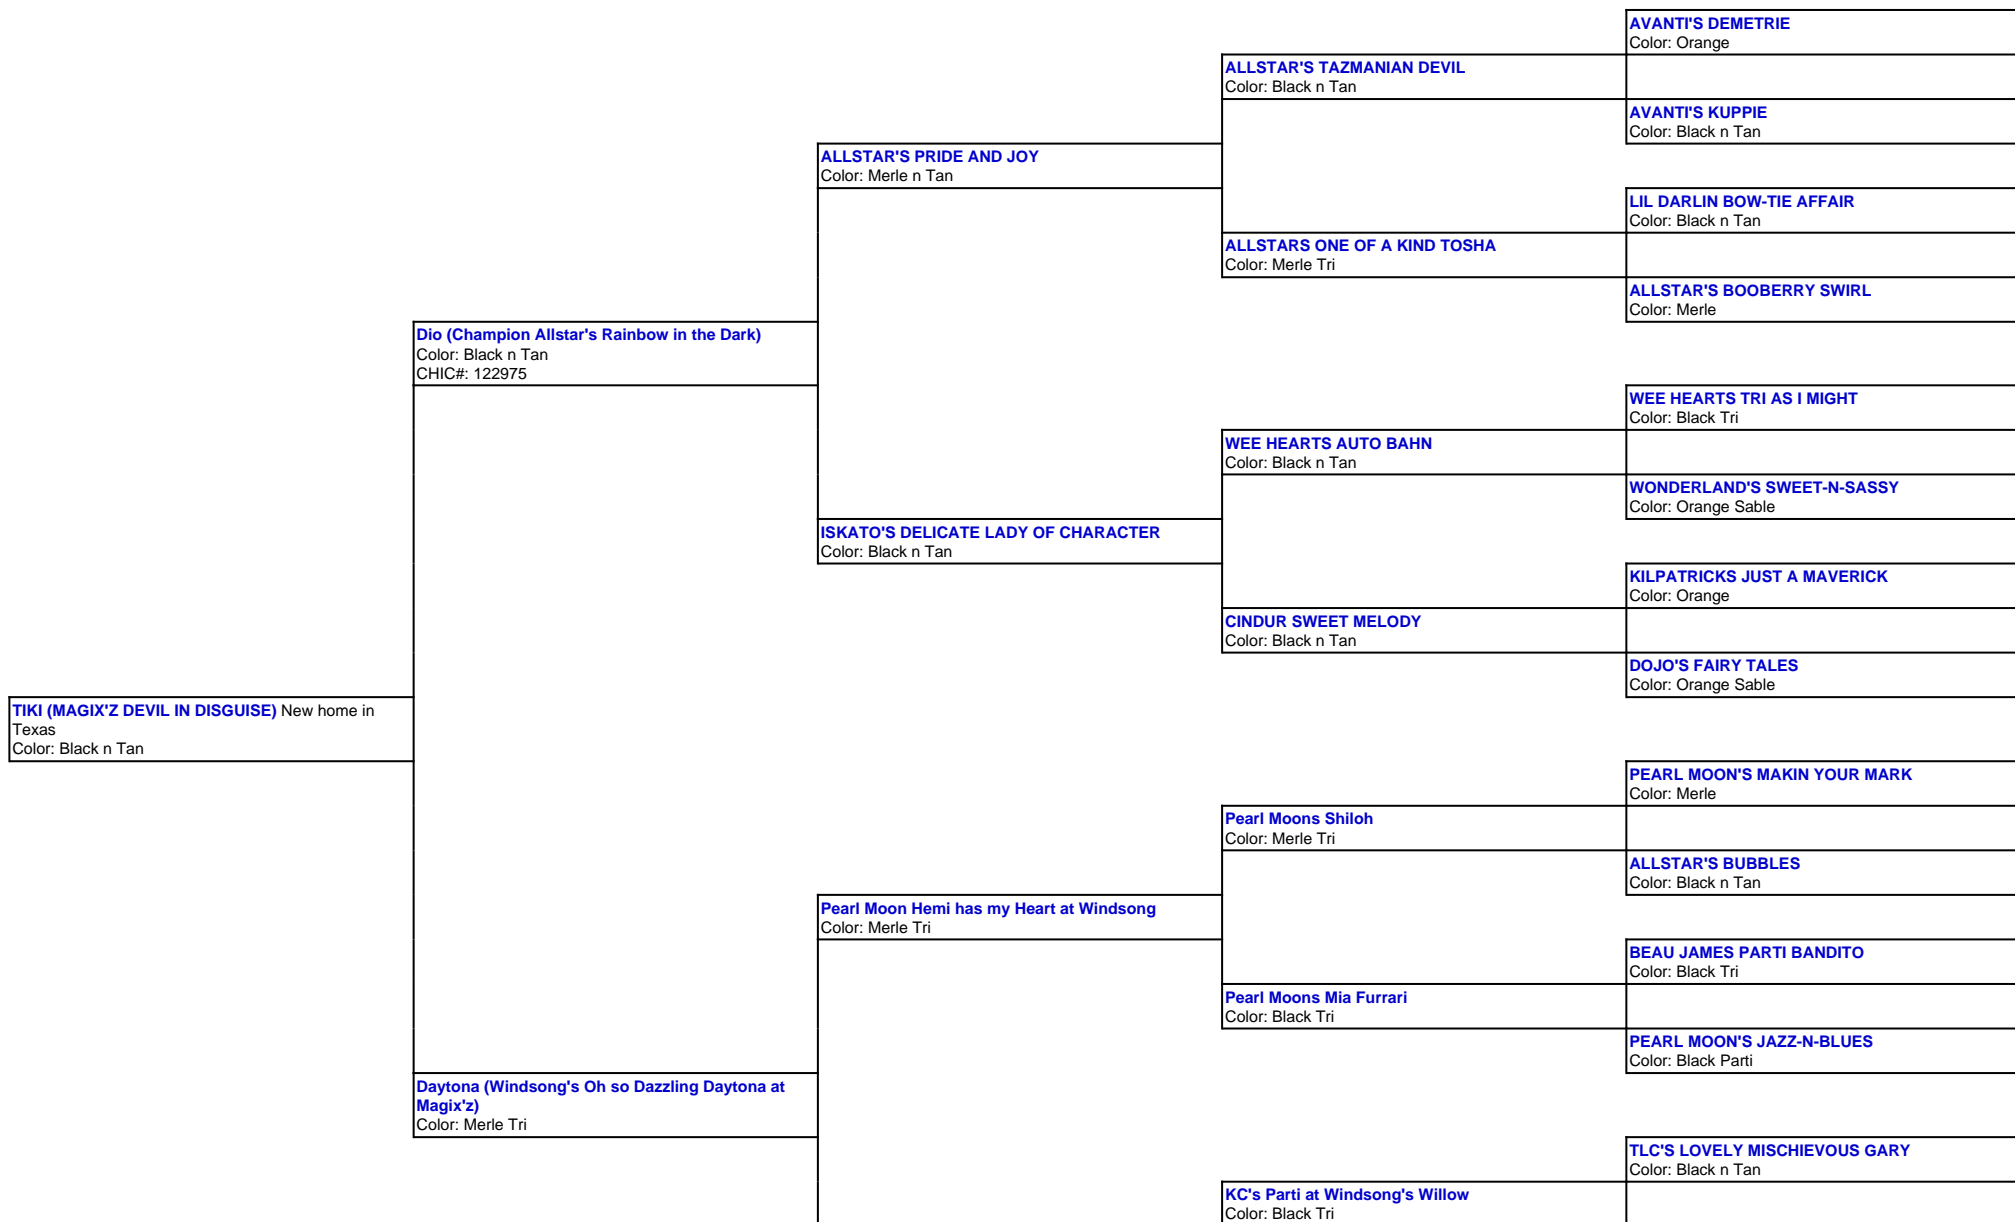 AVANTI'S DEMETRIE
Color: Orange
ALLSTAR'S TAZMANIAN DEVIL
Color: Black n Tan
AVANTI'S KUPPIE
Color: Black n Tan
ALLSTAR'S PRIDE AND JOY
Color: Merle n Tan
LIL DARLIN BOW-TIE AFFAIR
Color: Black n Tan
ALLSTARS ONE OF A KIND TOSHA
Color: Merle Tri
ALLSTAR'S BOOBERRY SWIRL
Color: Merle
Dio (Champion Allstar's Rainbow in the Dark)
Color: Black n Tan
CHIC#: 122975
WEE HEARTS TRI AS I MIGHT
Color: Black Tri
WEE HEARTS AUTO BAHN
Color: Black n Tan
WONDERLAND'S SWEET-N-SASSY
Color: Orange Sable
ISKATO'S DELICATE LADY OF CHARACTER
Color: Black n Tan
KILPATRICKS JUST A MAVERICK
Color: Orange
CINDUR SWEET MELODY
Color: Black n Tan
DOJO'S FAIRY TALES
Color: Orange Sable
TIKI (MAGIX'Z DEVIL IN DISGUISE) New home in
Texas
Color: Black n Tan
PEARL MOON'S MAKIN YOUR MARK
Color: Merle
Pearl Moons Shiloh
Color: Merle Tri
ALLSTAR'S BUBBLES
Color: Black n Tan
Pearl Moon Hemi has my Heart at Windsong
Color: Merle Tri
BEAU JAMES PARTI BANDITO
Color: Black Tri
Pearl Moons Mia Furrari
Color: Black Tri
PEARL MOON'S JAZZ-N-BLUES
Color: Black Parti
Daytona (Windsong's Oh so Dazzling Daytona at
Magix'z)
Color: Merle Tri
TLC'S LOVELY MISCHIEVOUS GARY
Color: Black n Tan
KC's Parti at Windsong's Willow
Color: Black Tri